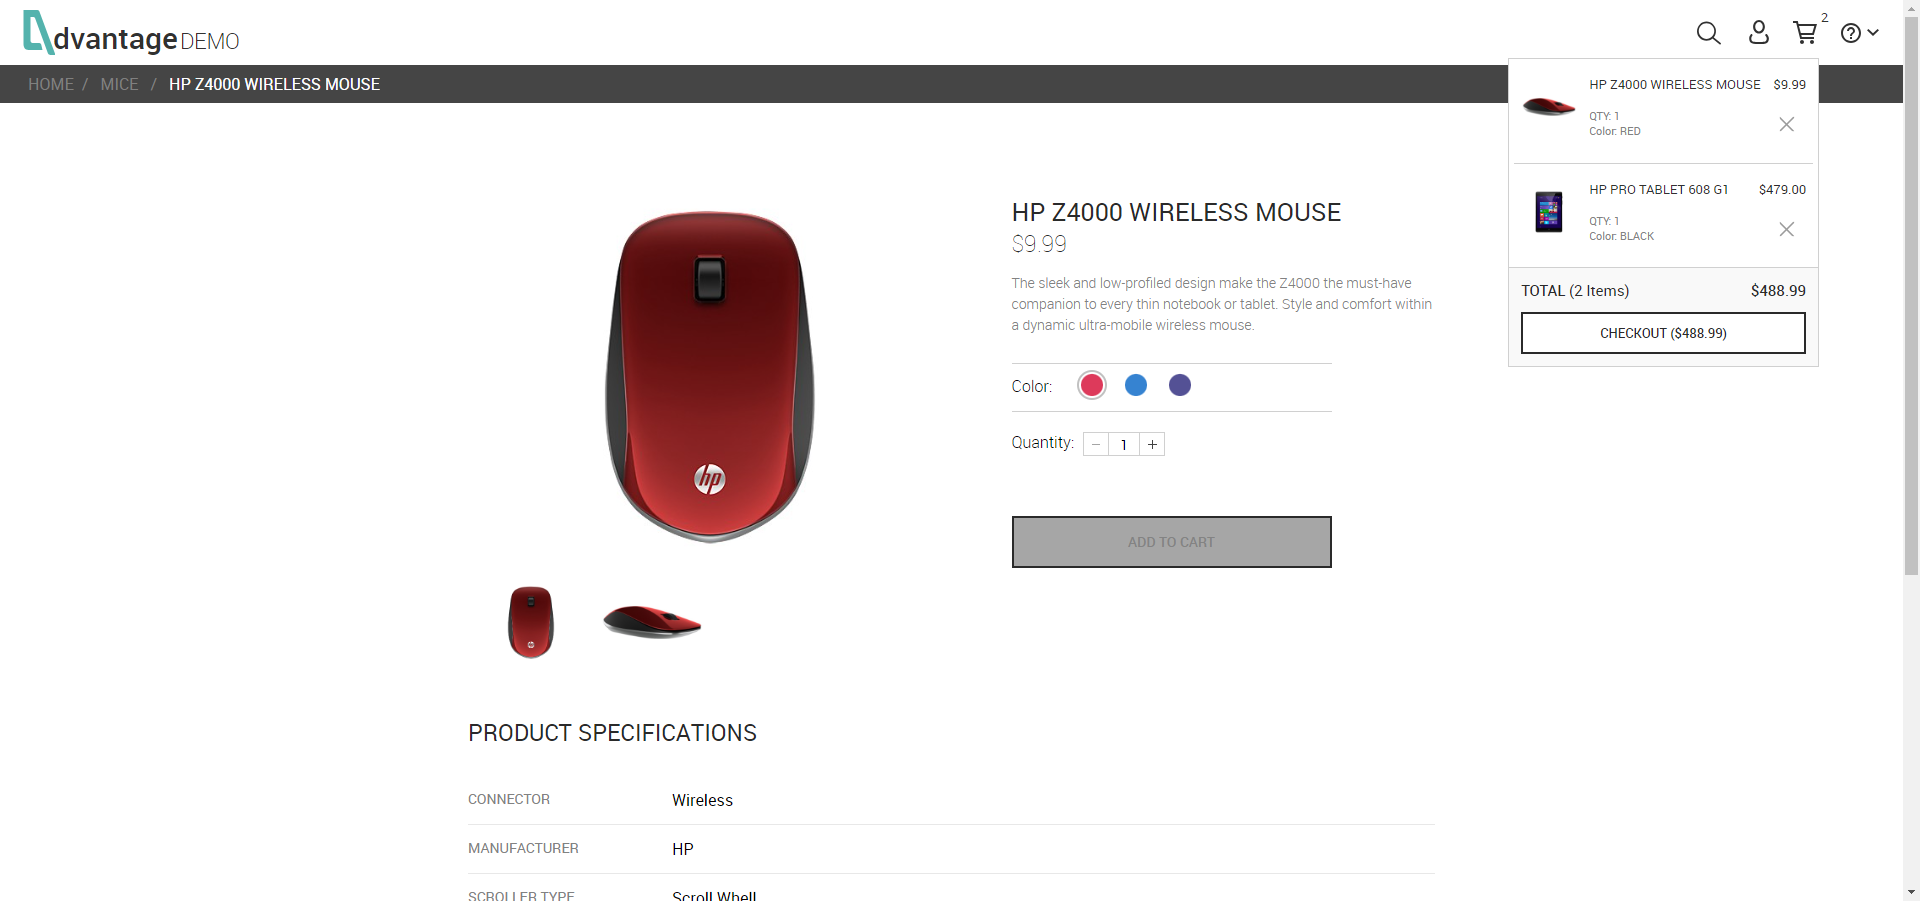 dvantage DEMO
2
HOME / MICE / HP Z4000 WIRELESS MOUSE
HP Z4000 WIRELESS MOUSE $9.99
QTY: 1
Color: RED
HP PRO TABLET 608 G1 $479.00
QTY: 1
Color: BLACK
TOTAL (2 Items) $488.99
CHECKOUT ($488.99)
hp
HP Z4000 WIRELESS MOUSE
$9.99
The sleek and low-profiled design make the Z4000 the must-have
companion to every thin notebook or tablet. Style and comfort within
a dynamic ultra-mobile wireless mouse.
Color:
Quantity: − 1 +
ADD TO CART
PRODUCT SPECIFICATIONS
CONNECTOR Wireless
MANUFACTURER HP
SCROLLER TYPE Scroll Whell